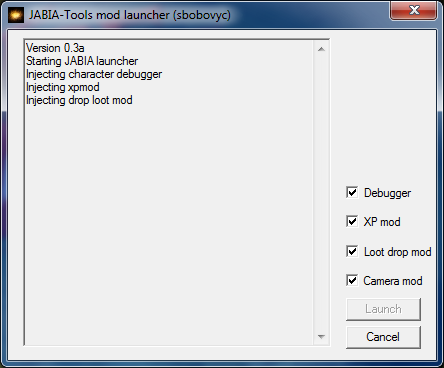 JABIA-Tools mod launcher (sbobovyc)
Version 0.3a
Starting JABIA launcher
Injecting character debugger
Injecting xpmod
Injecting drop loot mod
Debugger
XP mod
Loot drop mod
Camera mod
Launch
Cancel